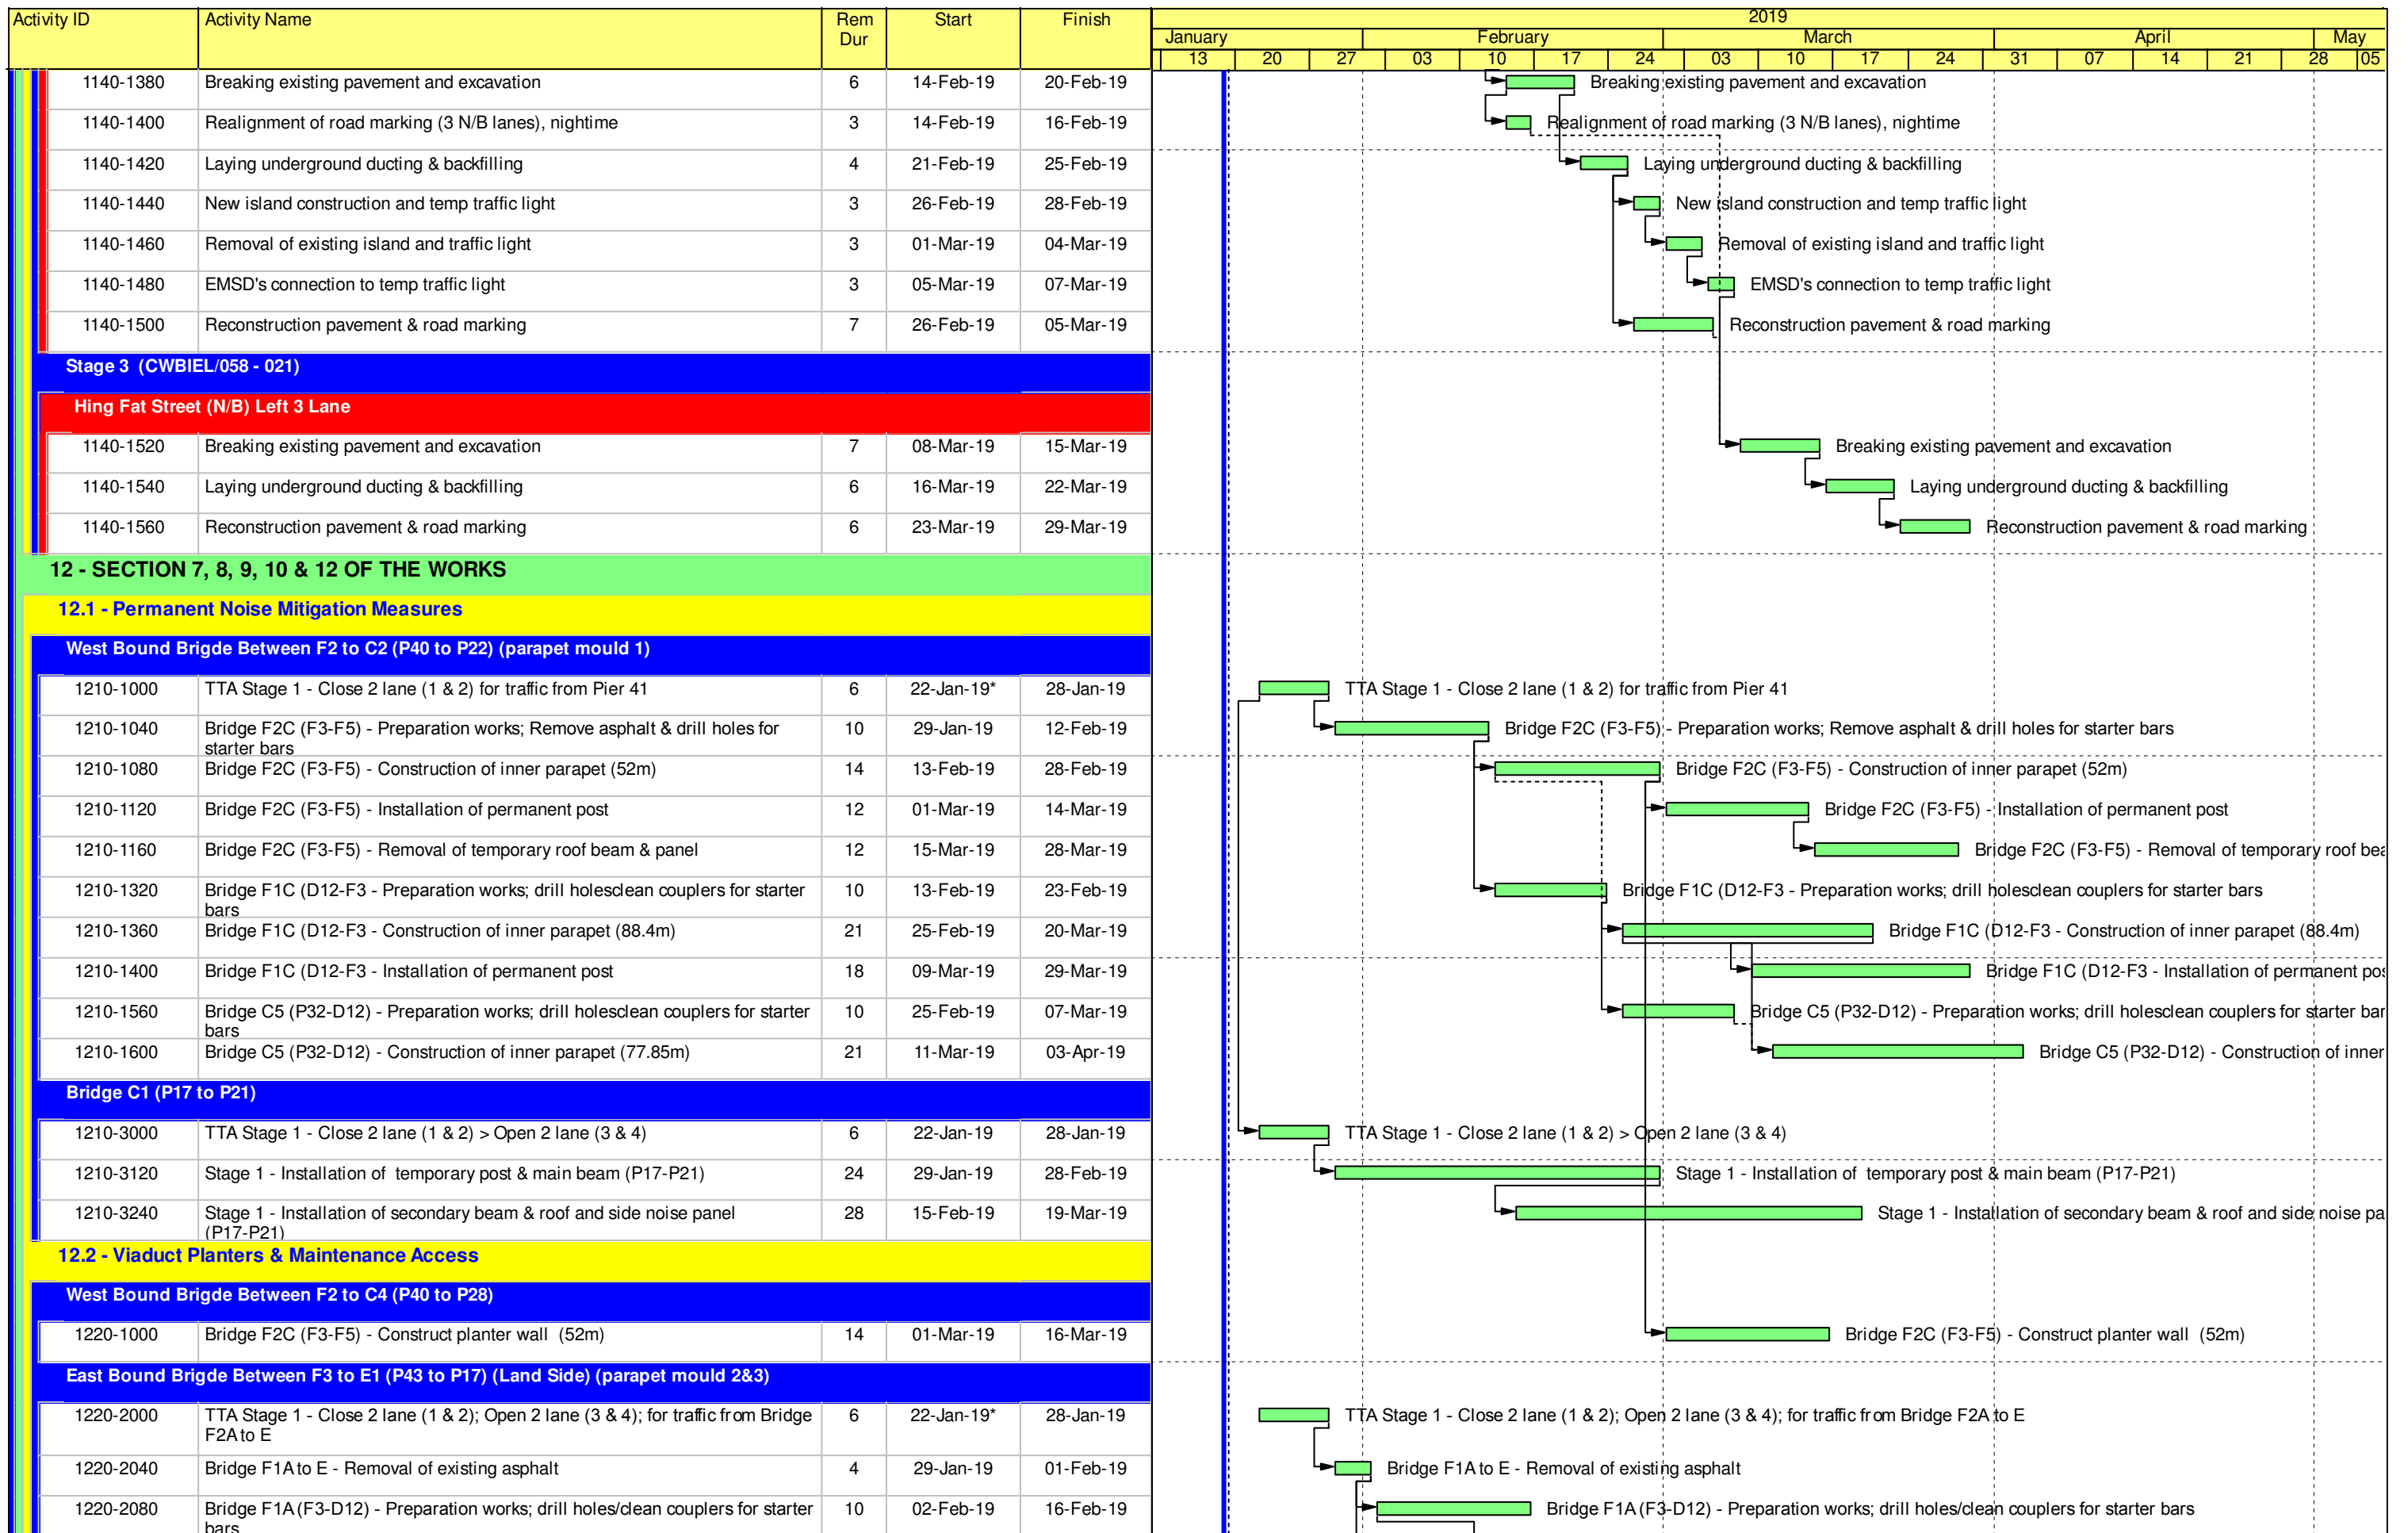 Activity ID Activity Name Rem Dur Start Finish 2019
January February March April May
13 20 27 03 10 17 24 03 10 17 24 31 07 14 21 28 05
1140-1380 Breaking existing pavement and excavation 6 14-Feb-19 20-Feb-19 Breaking existing pavement and excavation
1140-1400 Realignment of road marking (3 N/B lanes), nightime 3 14-Feb-19 16-Feb-19 Realignment of road marking (3 N/B lanes), nightime
1140-1420 Laying underground ducting & backfilling 4 21-Feb-19 25-Feb-19 Laying underground ducting & backfilling
1140-1440 New island construction and temp traffic light 3 26-Feb-19 28-Feb-19 New island construction and temp traffic light
1140-1460 Removal of existing island and traffic light 3 01-Mar-19 04-Mar-19 Removal of existing island and traffic light
1140-1480 EMSD's connection to temp traffic light 3 05-Mar-19 07-Mar-19 EMSD's connection to temp traffic light
1140-1500 Reconstruction pavement & road marking 7 26-Feb-19 05-Mar-19 Reconstruction pavement & road marking
Stage 3 (CWBIEL/058 - 021)
Hing Fat Street (N/B) Left 3 Lane
1140-1520 Breaking existing pavement and excavation 7 08-Mar-19 15-Mar-19 Breaking existing pavement and excavation
1140-1540 Laying underground ducting & backfilling 6 16-Mar-19 22-Mar-19 Laying underground ducting & backfilling
1140-1560 Reconstruction pavement & road marking 6 23-Mar-19 29-Mar-19 Reconstruction pavement & road marking
12 - SECTION 7, 8, 9, 10 & 12 OF THE WORKS
12.1 - Permanent Noise Mitigation Measures
West Bound Brigde Between F2 to C2 (P40 to P22) (parapet mould 1)
1210-1000 TTA Stage 1 - Close 2 lane (1 & 2) for traffic from Pier 41 6 22-Jan-19* 28-Jan-19 TTA Stage 1 - Close 2 lane (1 & 2) for traffic from Pier 41
1210-1040 Bridge F2C (F3-F5) - Preparation works; Remove asphalt & drill holes for 10 29-Jan-19 12-Feb-19 Bridge F2C (F3-F5) - Preparation works; Remove asphalt & drill holes for starter bars
starter bars
1210-1080 Bridge F2C (F3-F5) - Construction of inner parapet (52m) 14 13-Feb-19 28-Feb-19 Bridge F2C (F3-F5) - Construction of inner parapet (52m)
1210-1120 Bridge F2C (F3-F5) - Installation of permanent post 12 01-Mar-19 14-Mar-19 Bridge F2C (F3-F5) - Installation of permanent post
1210-1160 Bridge F2C (F3-F5) - Removal of temporary roof beam & panel 12 15-Mar-19 28-Mar-19 Bridge F2C (F3-F5) - Removal of temporary roof bea
1210-1320 Bridge F1C (D12-F3 - Preparation works; drill holesclean couplers for starter 10 13-Feb-19 23-Feb-19 Bridge F1C (D12-F3 - Preparation works; drill holesclean couplers for starter bars
bars
1210-1360 Bridge F1C (D12-F3 - Construction of inner parapet (88.4m) 21 25-Feb-19 20-Mar-19 Bridge F1C (D12-F3 - Construction of inner parapet (88.4m)
1210-1400 Bridge F1C (D12-F3 - Installation of permanent post 18 09-Mar-19 29-Mar-19 Bridge F1C (D12-F3 - Installation of permanent pos
1210-1560 Bridge C5 (P32-D12) - Preparation works; drill holesclean couplers for starter 10 25-Feb-19 07-Mar-19 Bridge C5 (P32-D12) - Preparation works; drill holesclean couplers for starter bar
bars
1210-1600 Bridge C5 (P32-D12) - Construction of inner parapet (77.85m) 21 11-Mar-19 03-Apr-19 Bridge C5 (P32-D12) - Construction of inner
Bridge C1 (P17 to P21)
1210-3000 TTA Stage 1 - Close 2 lane (1 & 2) > Open 2 lane (3 & 4) 6 22-Jan-19 28-Jan-19 TTA Stage 1 - Close 2 lane (1 & 2) > Open 2 lane (3 & 4)
1210-3120 Stage 1 - Installation of temporary post & main beam (P17-P21) 24 29-Jan-19 28-Feb-19 Stage 1 - Installation of temporary post & main beam (P17-P21)
1210-3240 Stage 1 - Installation of secondary beam & roof and side noise panel 28 15-Feb-19 19-Mar-19 Stage 1 - Installation of secondary beam & roof and side noise pa
(P17-P21)
12.2 - Viaduct Planters & Maintenance Access
West Bound Brigde Between F2 to C4 (P40 to P28)
1220-1000 Bridge F2C (F3-F5) - Construct planter wall (52m) 14 01-Mar-19 16-Mar-19 Bridge F2C (F3-F5) - Construct planter wall (52m)
East Bound Brigde Between F3 to E1 (P43 to P17) (Land Side) (parapet mould 2&3)
1220-2000 TTA Stage 1 - Close 2 lane (1 & 2); Open 2 lane (3 & 4); for traffic from Bridge 6 22-Jan-19* 28-Jan-19 TTA Stage 1 - Close 2 lane (1 & 2); Open 2 lane (3 & 4); for traffic from Bridge F2A to E
F2A to E
1220-2040 Bridge F1A to E - Removal of existing asphalt 4 29-Jan-19 01-Feb-19 Bridge F1A to E - Removal of existing asphalt
1220-2080 Bridge F1A (F3-D12) - Preparation works; drill holes/clean couplers for starter 10 02-Feb-19 16-Feb-19 Bridge F1A (F3-D12) - Preparation works; drill holes/clean couplers for starter bars
bars